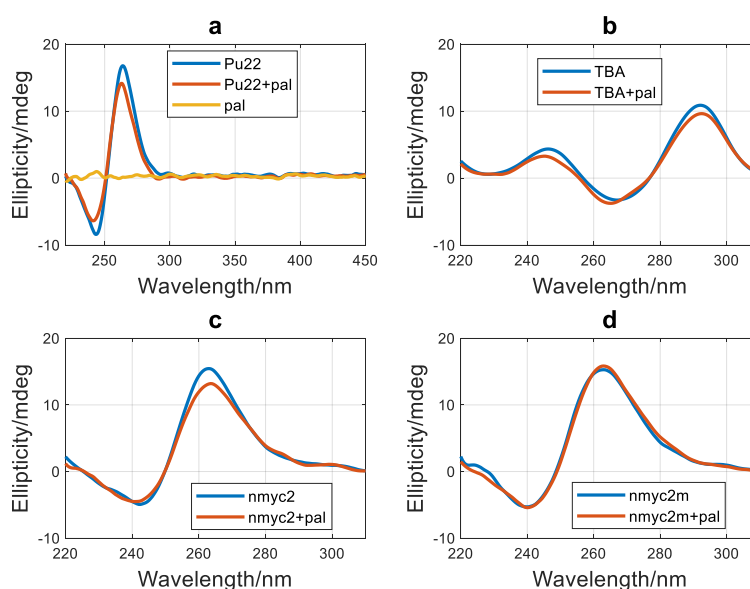 a
20
10
0
-10
Ellipticity/mdeg
Pu22
Pu22+pal
pal
250
300
350
400
450
Wavelength/nm
b
20
10
0
-10
Ellipticity/mdeg
TBA
TBA+pal
220
240
260
280
300
Wavelength/nm
c
20
10
0
-10
Ellipticity/mdeg
nmyc2
nmyc2+pal
220
240
260
280
300
Wavelength/nm
d
20
10
0
-10
Ellipticity/mdeg
nmyc2m
nmyc2m+pal
220
240
260
280
300
Wavelength/nm